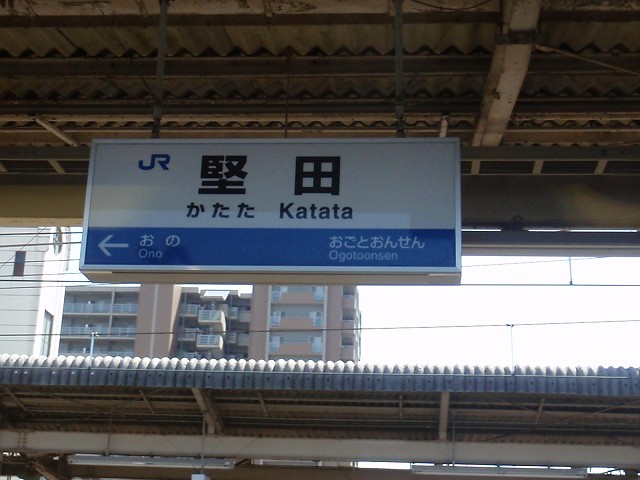 JR 堅田
かたた Katata
← おの おごとおんせん
Ono Ogotoonsen